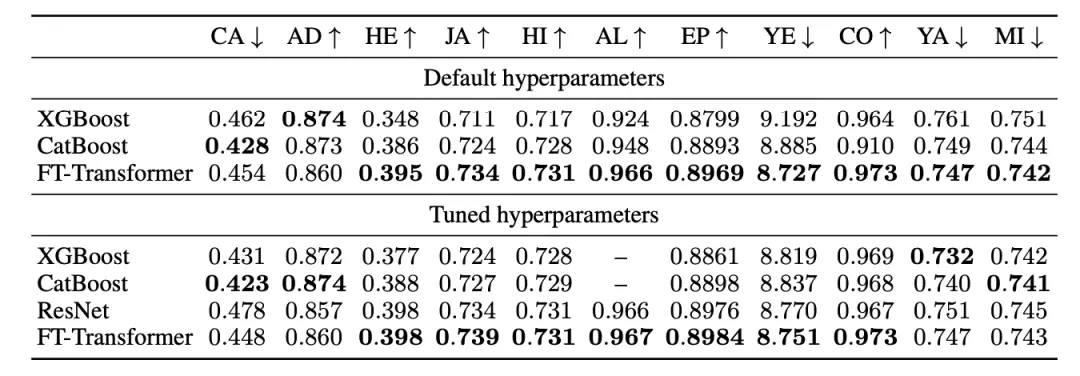 CA ↓ AD ↑ HE ↑ JA ↑ HI ↑ AL ↑ EP ↑ YE ↓ CO ↑ YA ↓ MI ↓
Default hyperparameters
XGBoost 0.462 0.874 0.348 0.711 0.717 0.924 0.8799 9.192 0.964 0.761 0.751
CatBoost 0.428 0.873 0.386 0.724 0.728 0.948 0.8893 8.885 0.910 0.749 0.744
FT-Transformer 0.454 0.860 0.395 0.734 0.731 0.966 0.8969 8.727 0.973 0.747 0.742
Tuned hyperparameters
XGBoost 0.431 0.872 0.377 0.724 0.728 – 0.8861 8.819 0.969 0.732 0.742
CatBoost 0.423 0.874 0.388 0.727 0.729 – 0.8898 8.837 0.968 0.740 0.741
ResNet 0.478 0.857 0.398 0.734 0.731 0.966 0.8976 8.770 0.967 0.751 0.745
FT-Transformer 0.448 0.860 0.398 0.739 0.731 0.967 0.8984 8.751 0.973 0.747 0.743